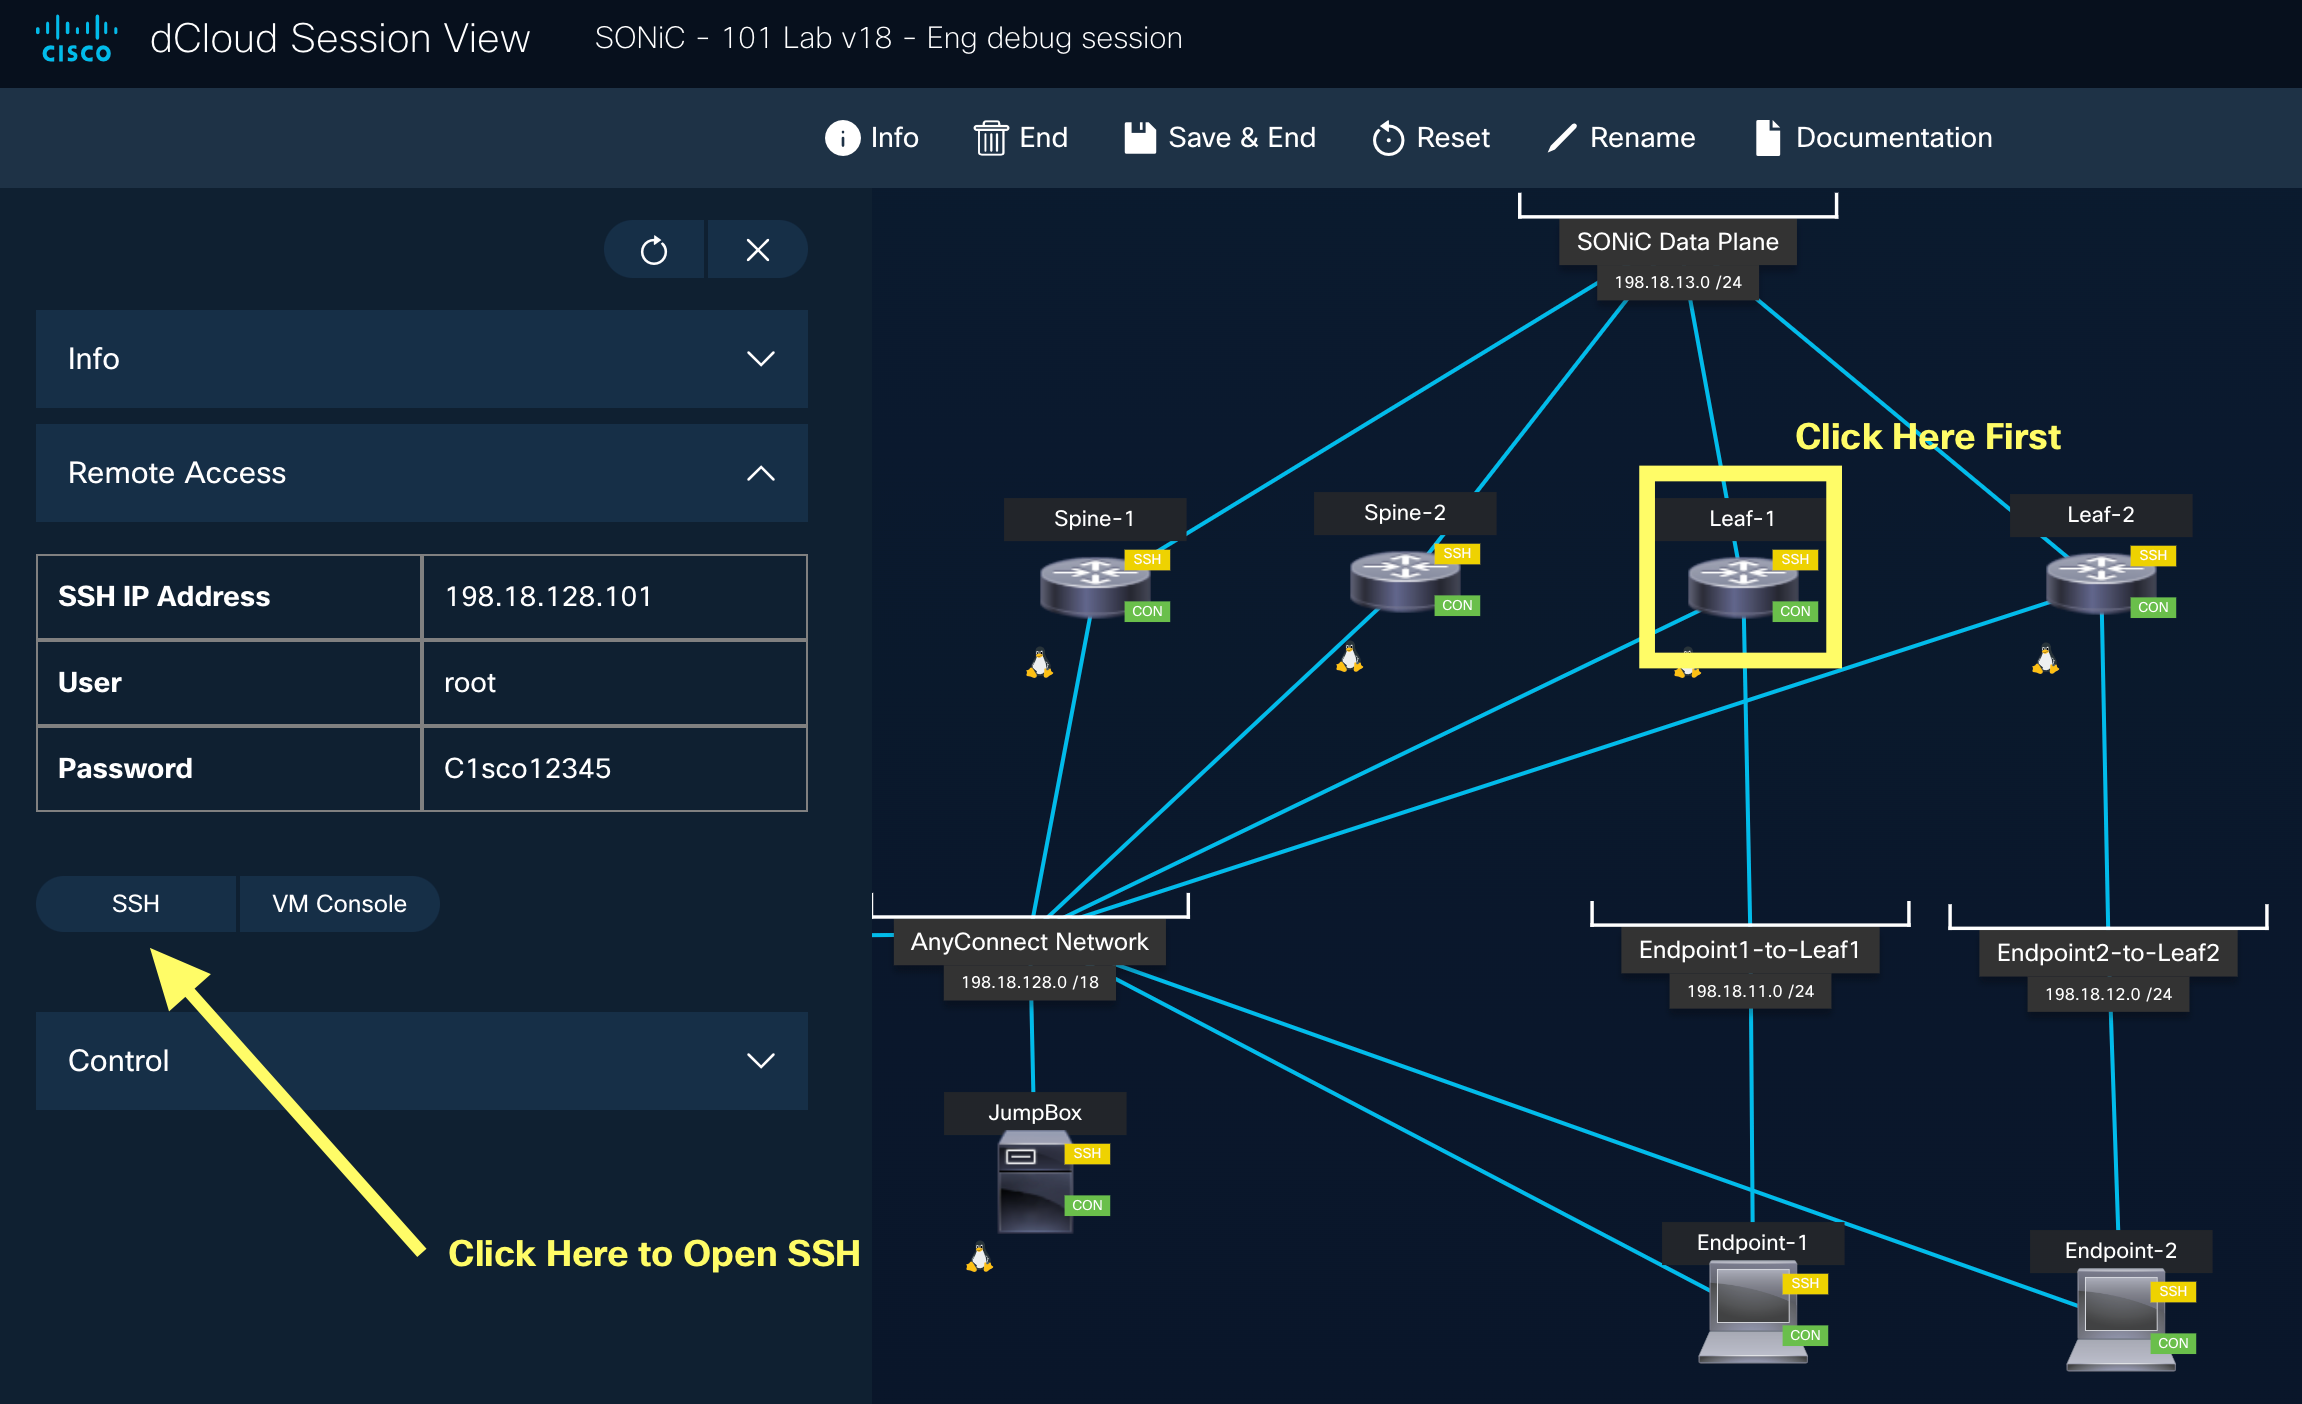 CISCO
dCloud Session View
SONiC - 101 Lab v18 - Eng debug session
Info
End
Save & End
Reset
Rename
Documentation
Info
Remote Access
SSH IP Address 198.18.128.101
User root
Password C1sco12345
SSH
VM Console
Control
Click Here to Open SSH
SONiC Data Plane
198.18.13.0 /24
Click Here First
Spine-1
SSH
CON
Spine-2
SSH
CON
Leaf-1
SSH
CON
Leaf-2
SSH
CON
AnyConnect Network
198.18.128.0 /18
Endpoint1-to-Leaf1
198.18.11.0 /24
Endpoint2-to-Leaf2
198.18.12.0 /24
JumpBox
SSH
CON
Endpoint-1
SSH
CON
Endpoint-2
SSH
CON